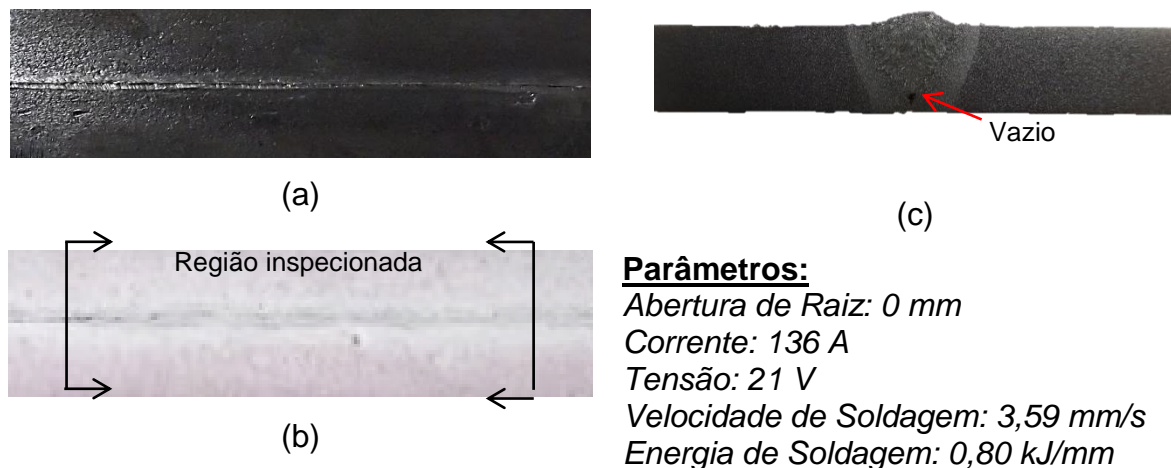 (a)
Região inspecionada
(b)
Vazio
(c)
Parâmetros:
Abertura de Raiz: 0 mm
Corrente: 136 A
Tensão: 21 V
Velocidade de Soldagem: 3,59 mm/s
Energia de Soldagem: 0,80 kJ/mm